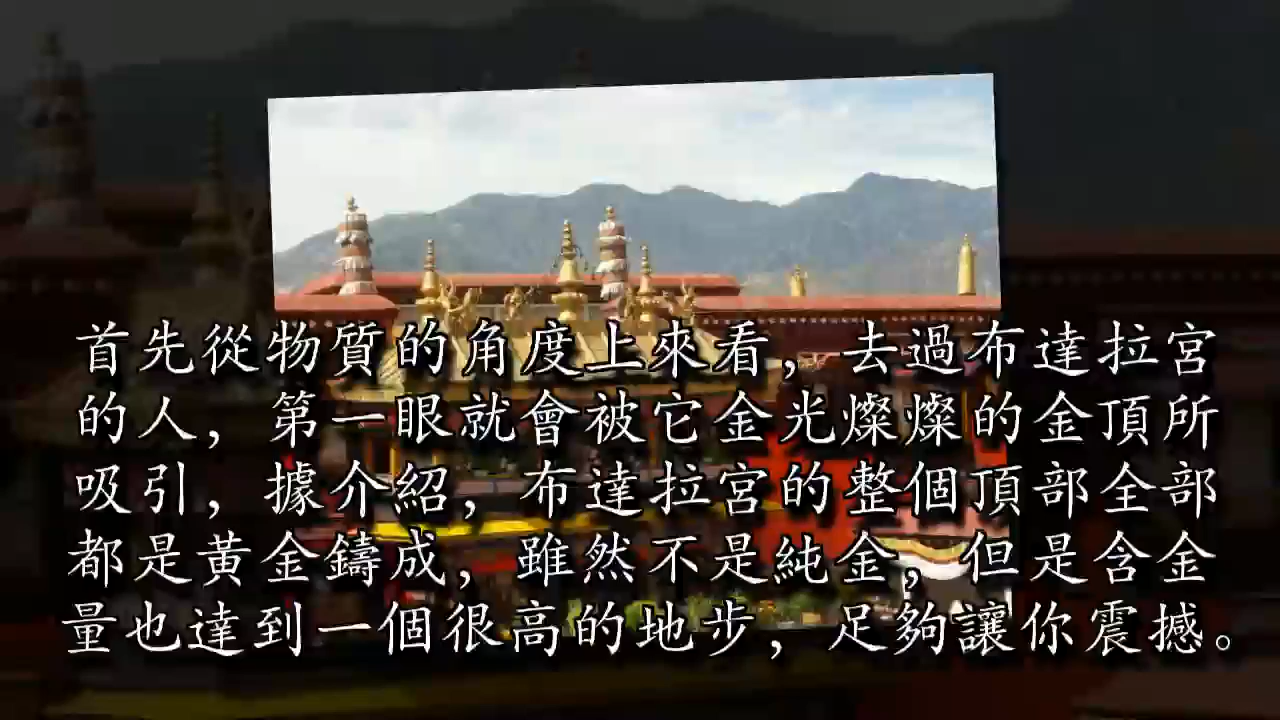 首先從物質的角度上來看，去過布達拉宮
的人，第一眼就會被它金光燦燦的金頂所
吸引，據介紹，布達拉宮的整個頂部全部
都是黃金鑄成，雖然不是純金，但是含金
量也達到一個很高的地步，足夠讓你震撼。